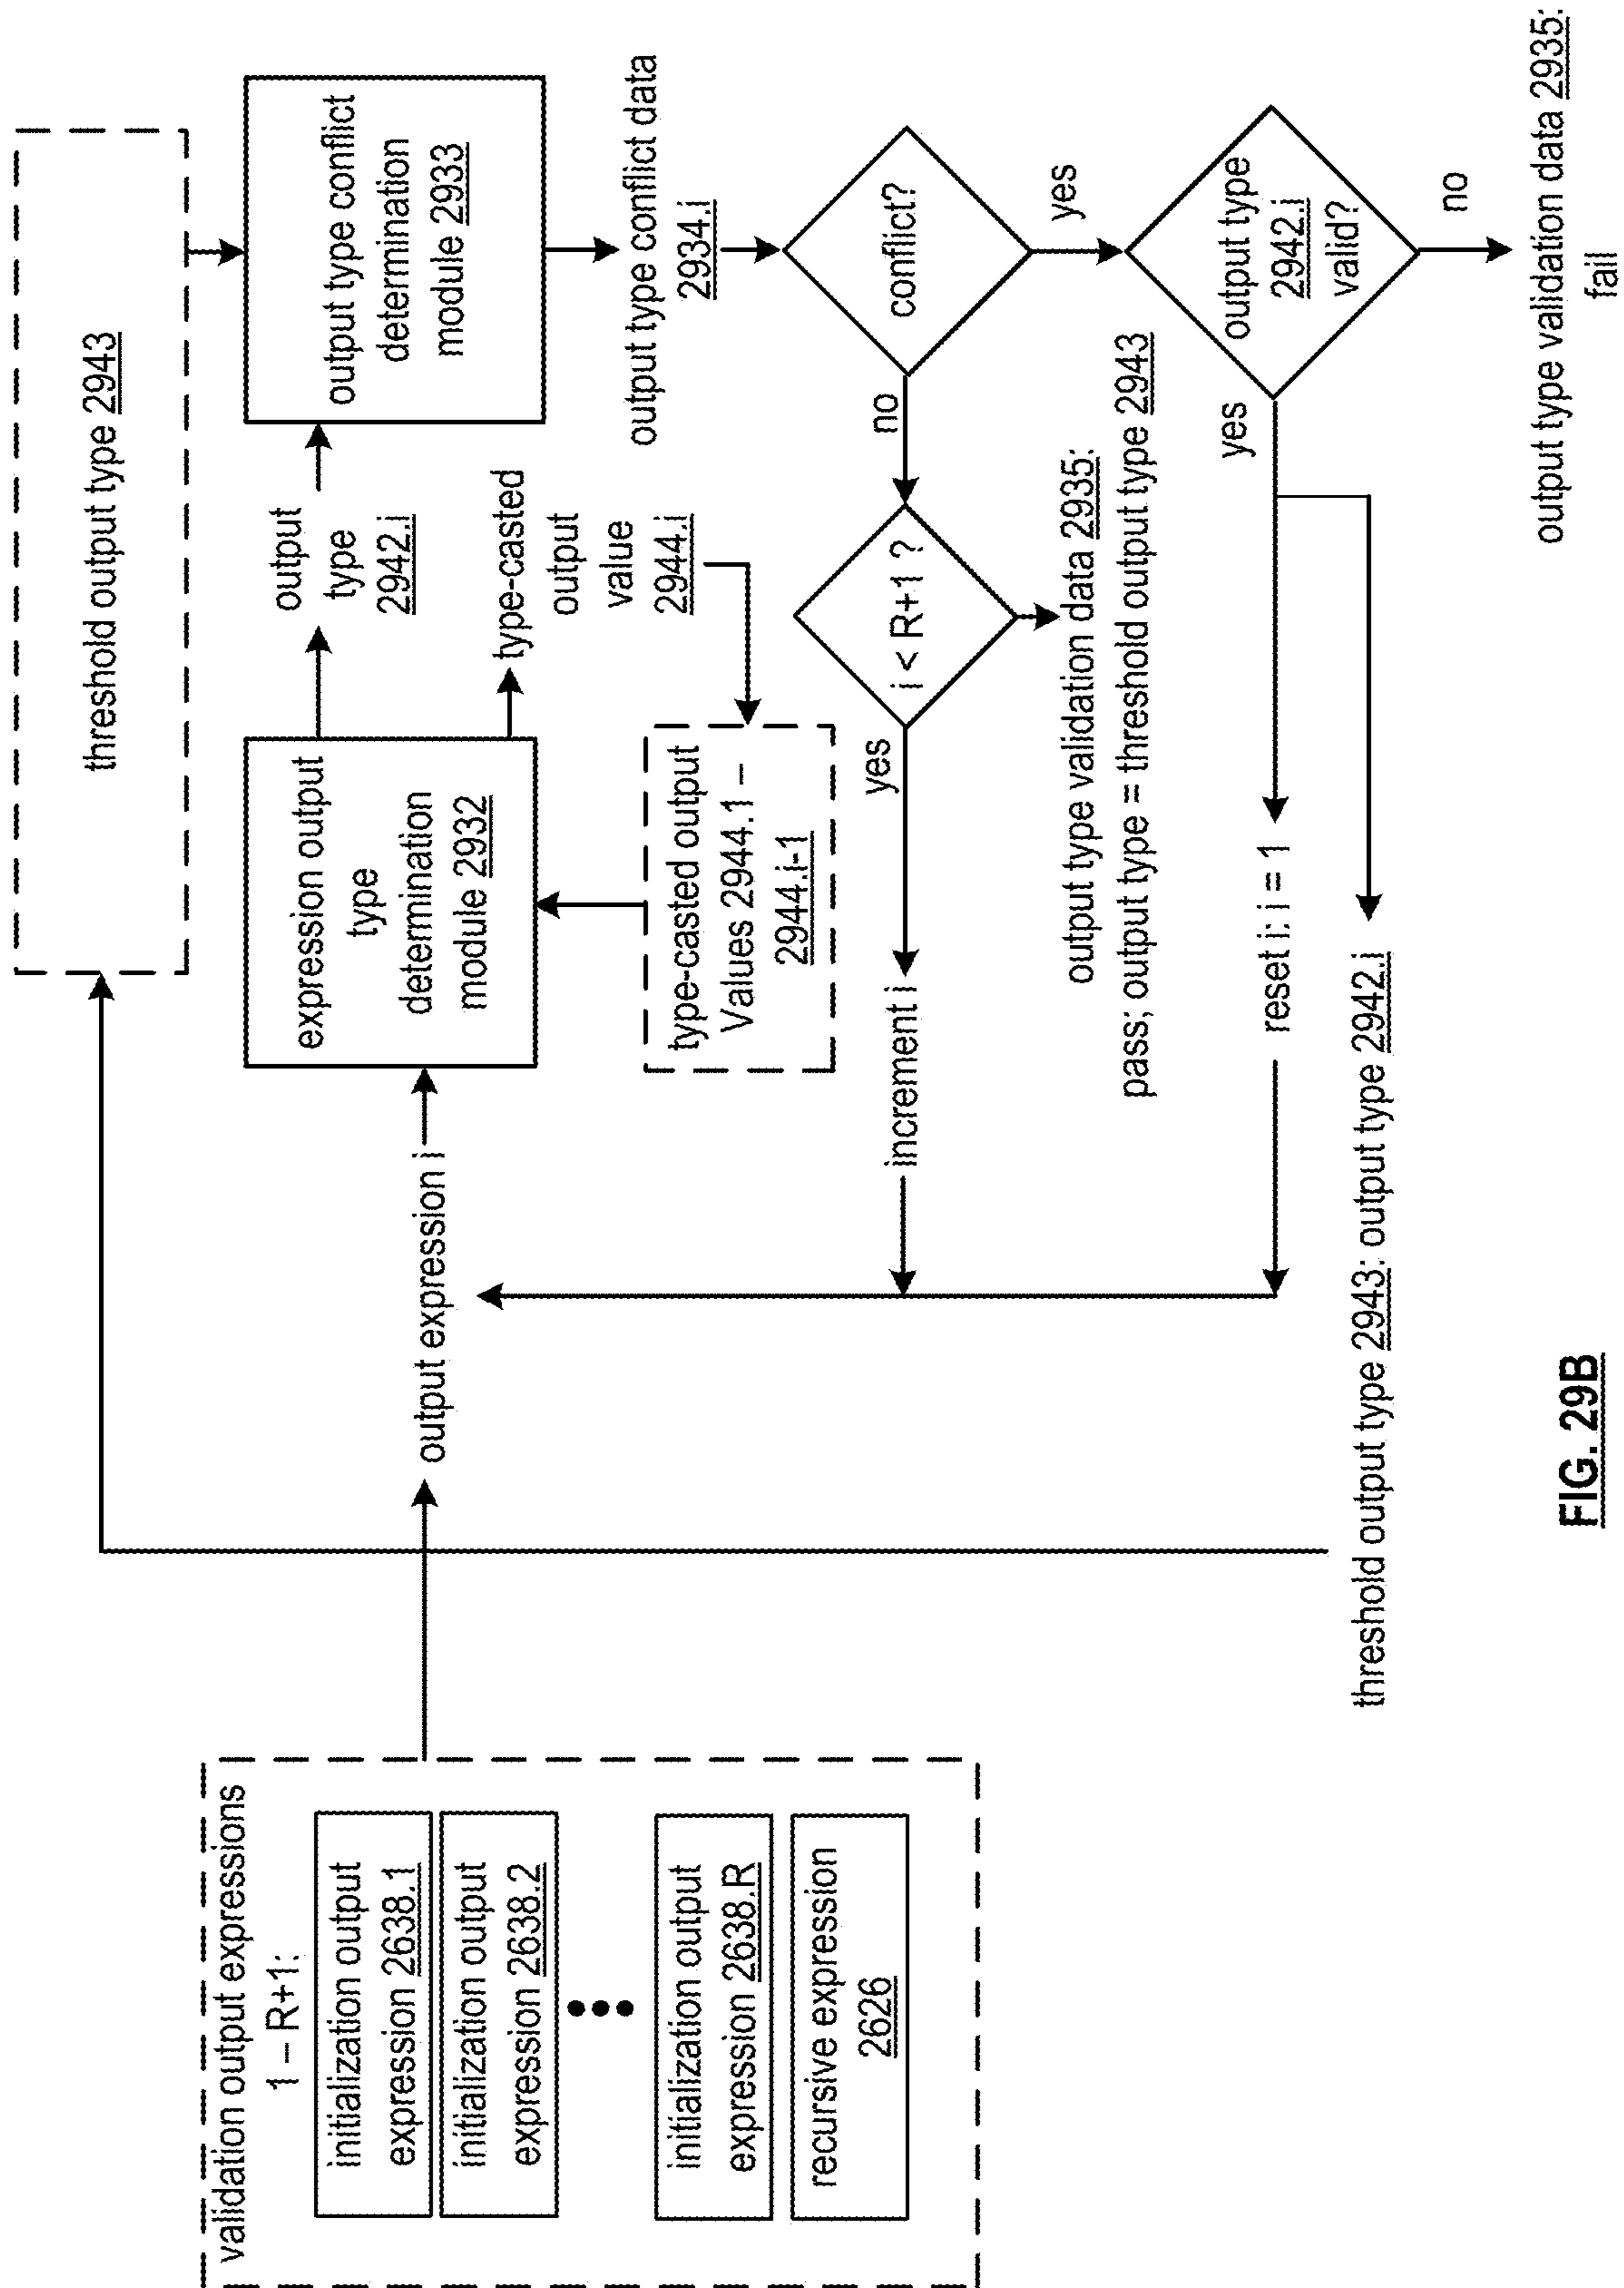 validation output expressions
1 – R+1:
initialization output
expression 2638.1
initialization output
expression 2638.2
initialization output
expression 2638.R
recursive expression
2626
output expression i
threshold output type 2943
expression output
type
determination
module 2932
output
type
2942.i
output type conflict
determination
module 2933
type-casted
output
value
2944.i
type-casted output
Values 2944.1 –
2944.i-1
output type conflict data
2934.i
conflict?
no
yes
i < R+1 ?
yes
increment i
output type validation data 2935:
pass; output type = threshold output type 2943
output type
2942.i
valid?
yes
no
reset i: i = 1
threshold output type 2943: output type 2942.i
output type validation data 2935:
fail
FIG. 29B